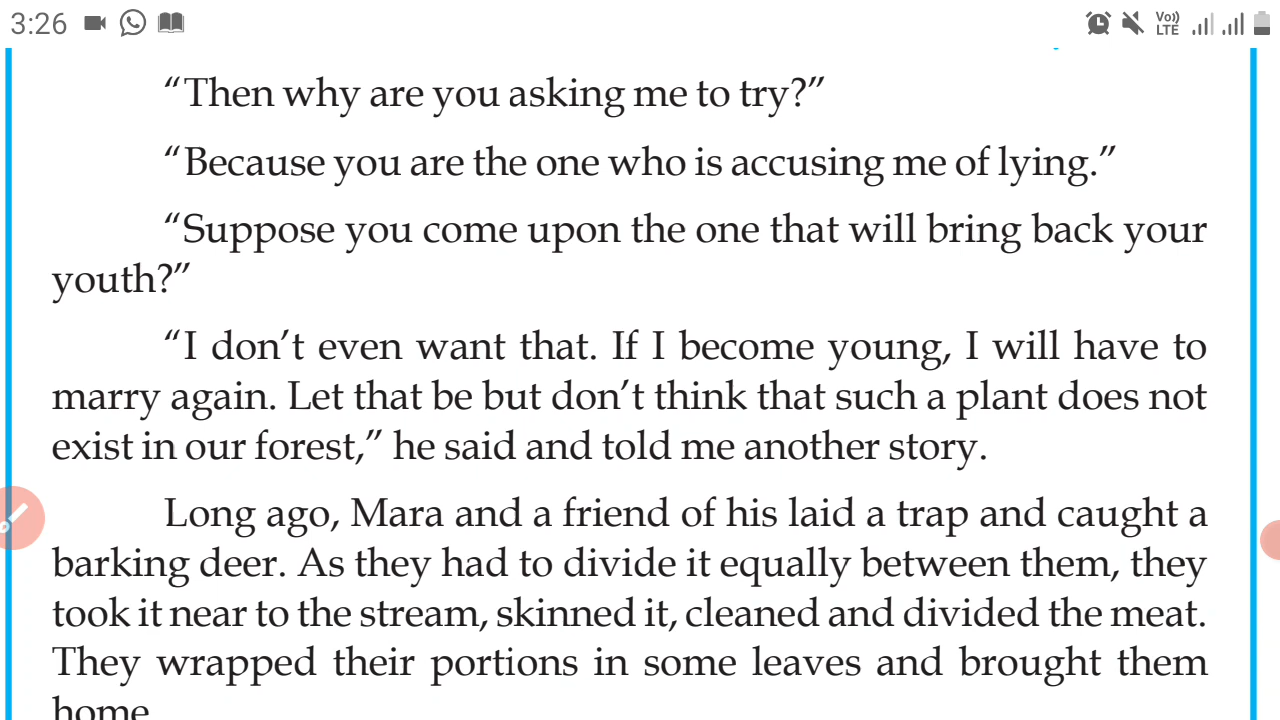 3:26
Vo)) LTE
“Then why are you asking me to try?”
“Because you are the one who is accusing me of lying.”
“Suppose you come upon the one that will bring back your
youth?”
“I don’t even want that. If I become young, I will have to
marry again. Let that be but don’t think that such a plant does not
exist in our forest,” he said and told me another story.
Long ago, Mara and a friend of his laid a trap and caught a
barking deer. As they had to divide it equally between them, they
took it near to the stream, skinned it, cleaned and divided the meat.
They wrapped their portions in some leaves and brought them
home